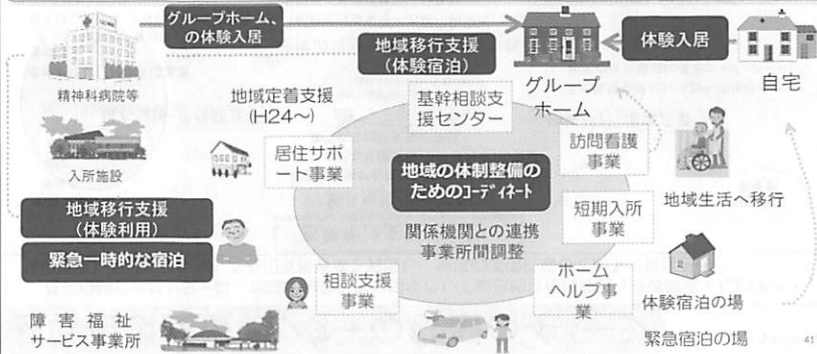 グループホーム、
の体験入居
体験入居
地域移行支援
(体験宿泊)
精神科病院等
入所施設
地域定着支援
(H24～)
居住サポ
ート事業
基幹相談支
援センター
グループ
ホーム
自宅
訪問看護
事業
地域の体制整備の
ためのｺｰﾃﾞｨﾈｰﾄ
関係機関との連携
事業所間調整
短期入所
事業
地域生活へ移行
地域移行支援
(体験利用)
緊急一時的な宿泊
相談支援
事業
ホーム
ヘルプ事
業
体験宿泊の場
障害福祉
サービス事業所
緊急宿泊の場
41